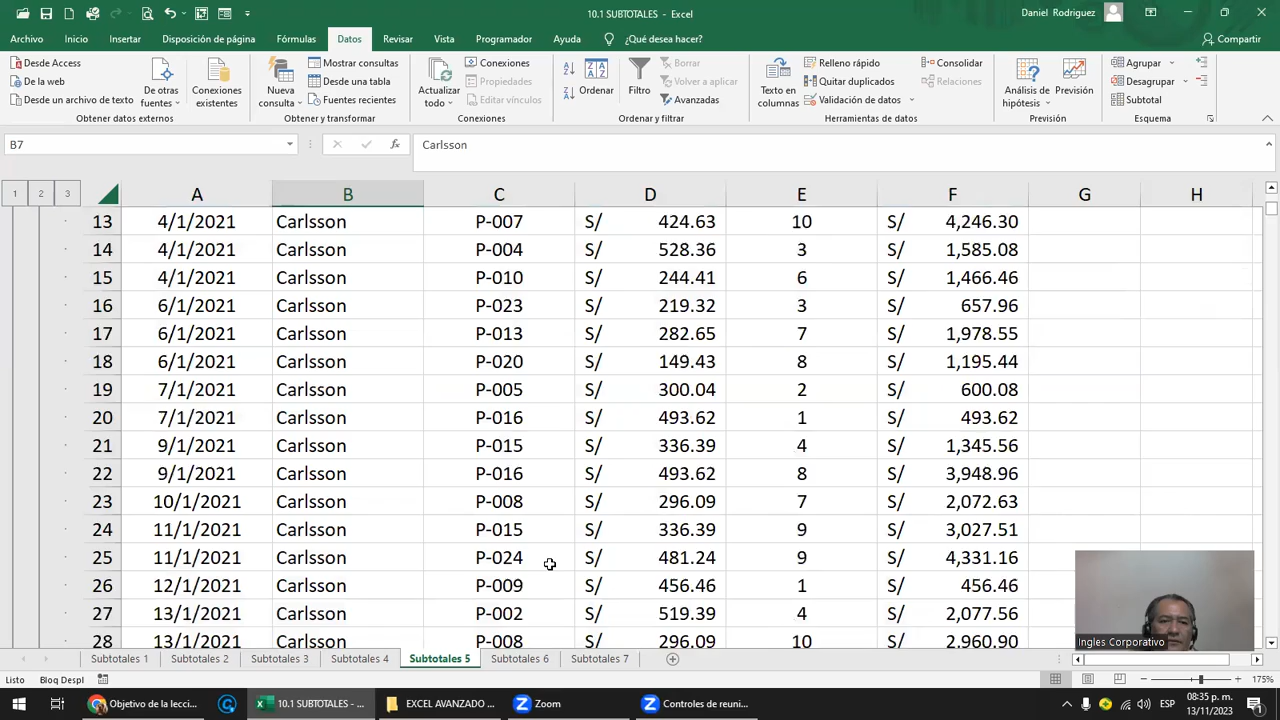 10.1 SUBTOTALES - Excel
Daniel Rodriguez
Archivo Inicio Insertar Disposición de página Fórmulas Datos Revisar Vista Programador Ayuda ¿Qué desea hacer? Compartir
Desde Access
De la web
Desde un archivo de texto
De otras fuentes
Conexiones existentes
Obtener datos externos
Nueva consulta
Mostrar consultas
Desde una tabla
Fuentes recientes
Obtener y transformar
Actualizar todo
Conexiones
Propiedades
Editar vínculos
Conexiones
Ordenar
Filtro
Borrar
Volver a aplicar
Avanzadas
Ordenar y filtrar
Texto en columnas
Relleno rápido
Quitar duplicados
Validación de datos
Consolidar
Relaciones
Herramientas de datos
Análisis de hipótesis
Previsión
Previsión
Agrupar
Desagrupar
Subtotal
Esquema
B7 fx Carlsson
1 2 3 A B C D E F G H
13 4/1/2021 Carlsson P-007 S/ 424.63 10 S/ 4,246.30
14 4/1/2021 Carlsson P-004 S/ 528.36 3 S/ 1,585.08
15 4/1/2021 Carlsson P-010 S/ 244.41 6 S/ 1,466.46
16 6/1/2021 Carlsson P-023 S/ 219.32 3 S/ 657.96
17 6/1/2021 Carlsson P-013 S/ 282.65 7 S/ 1,978.55
18 6/1/2021 Carlsson P-020 S/ 149.43 8 S/ 1,195.44
19 7/1/2021 Carlsson P-005 S/ 300.04 2 S/ 600.08
20 7/1/2021 Carlsson P-016 S/ 493.62 1 S/ 493.62
21 9/1/2021 Carlsson P-015 S/ 336.39 4 S/ 1,345.56
22 9/1/2021 Carlsson P-016 S/ 493.62 8 S/ 3,948.96
23 10/1/2021 Carlsson P-008 S/ 296.09 7 S/ 2,072.63
24 11/1/2021 Carlsson P-015 S/ 336.39 9 S/ 3,027.51
25 11/1/2021 Carlsson P-024 S/ 481.24 9 S/ 4,331.16
26 12/1/2021 Carlsson P-009 S/ 456.46 1 S/ 456.46
27 13/1/2021 Carlsson P-002 S/ 519.39 4 S/ 2,077.56
28 13/1/2021 Carlsson P-008 S/ 296.09 10 S/ 2,960.90
Ingles Corporativo
Subtotales 1 Subtotales 2 Subtotales 3 Subtotales 4 Subtotales 5 Subtotales 6 Subtotales 7
Listo Bloq Despl 175%
Objetivo de la lecci... 10.1 SUBTOTALES - ... EXCEL AVANZADO ... Zoom Controles de reuni... ESP 08:35 p. m.
13/11/2023